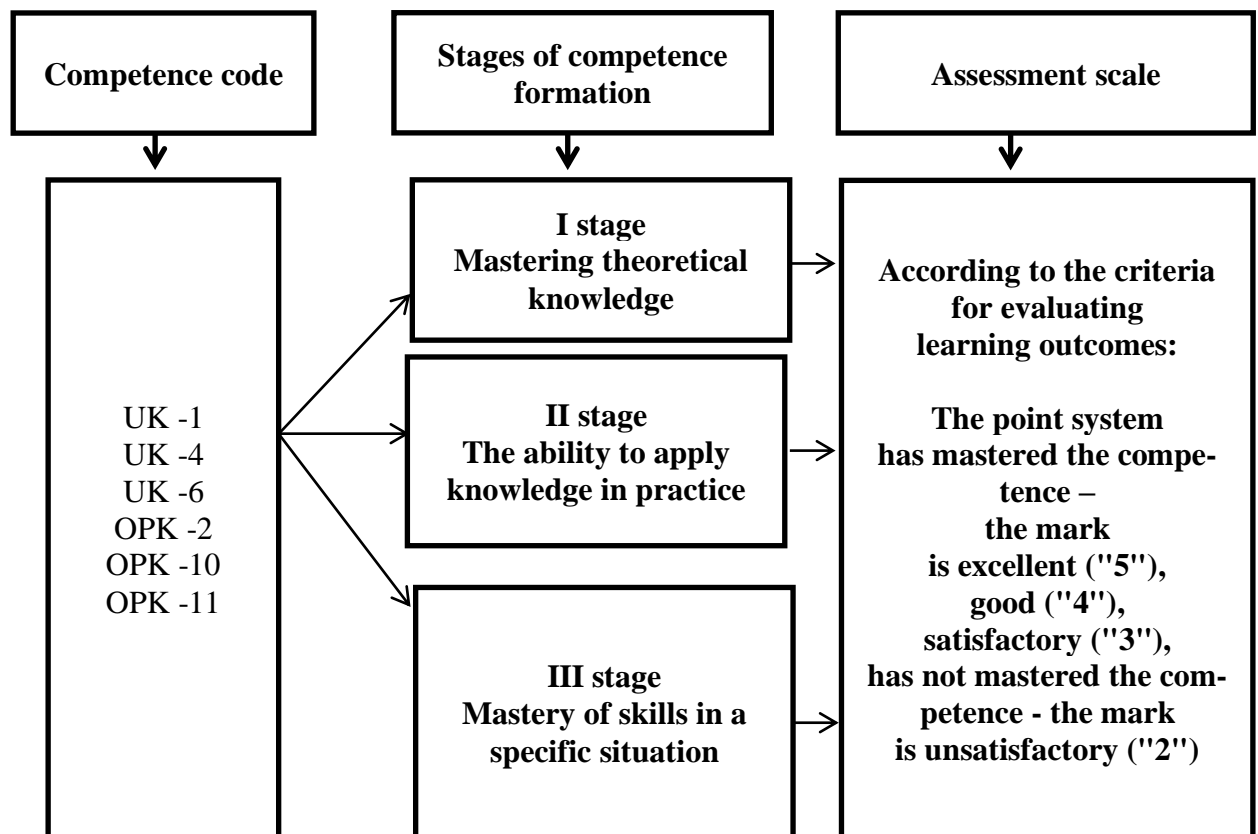 Competence code
Stages of competence
formation
Assessment scale
UK -1
UK -4
UK -6
OPK -2
OPK -10
OPK -11
I stage
Mastering theoretical
knowledge
II stage
The ability to apply
knowledge in practice
III stage
Mastery of skills in a
specific situation
According to the criteria
for evaluating
learning outcomes:
The point system
has mastered the compe-
tence –
the mark
is excellent ("5"),
good ("4"),
satisfactory ("3"),
has not mastered the com-
petence - the mark
is unsatisfactory ("2")